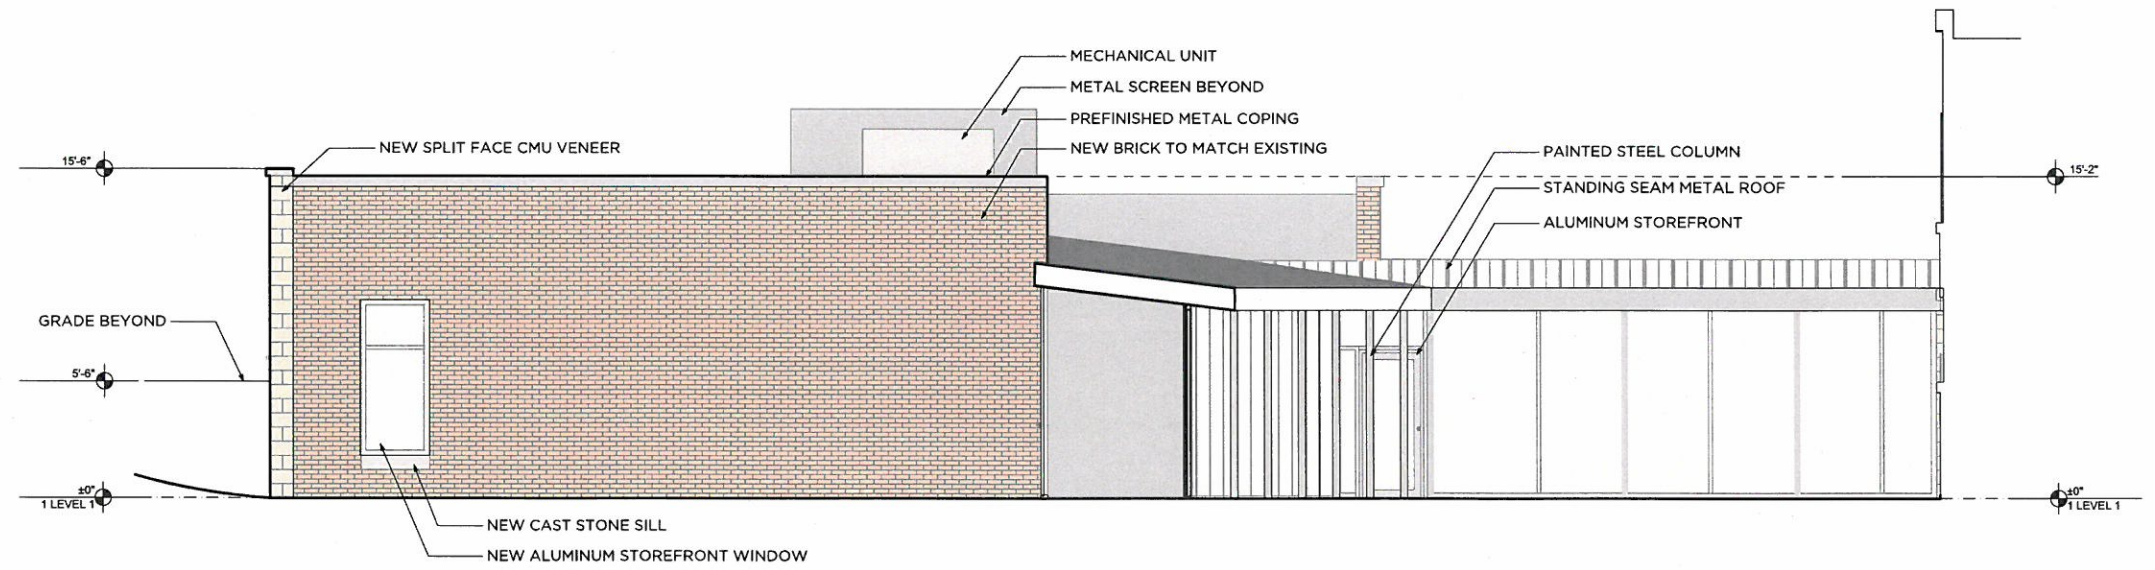 MECHANICAL UNIT
METAL SCREEN BEYOND
PREFINISHED METAL COPING
NEW SPLIT FACE CMU VENEER
NEW BRICK TO MATCH EXISTING
PAINTED STEEL COLUMN
15'-6"
15'-2"
STANDING SEAM METAL ROOF
ALUMINUM STOREFRONT
GRADE BEYOND
5'-6"
±0"
1 LEVEL 1
±0"
1 LEVEL 1
NEW CAST STONE SILL
NEW ALUMINUM STOREFRONT WINDOW